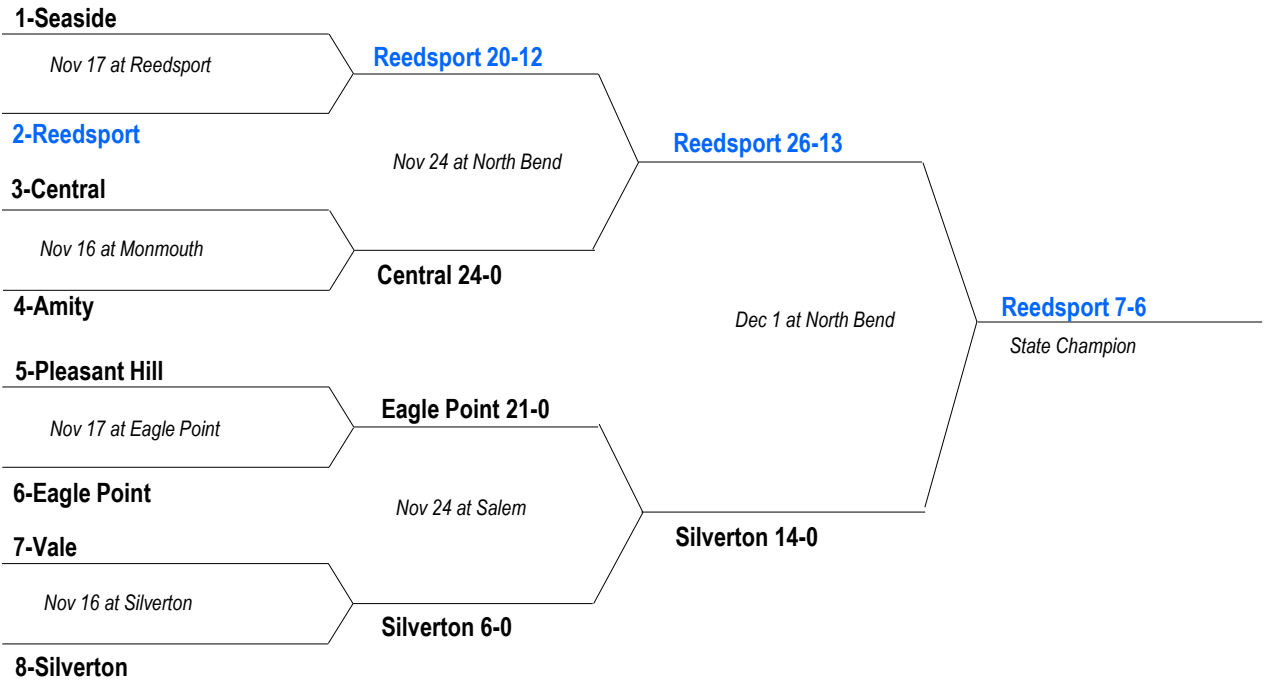 1-Seaside
Nov 17 at Reedsport
Reedsport 20-12
2-Reedsport
Nov 24 at North Bend
Reedsport 26-13
3-Central
Nov 16 at Monmouth
Central 24-0
4-Amity
Dec 1 at North Bend
Reedsport 7-6
State Champion
5-Pleasant Hill
Nov 17 at Eagle Point
Eagle Point 21-0
6-Eagle Point
Nov 24 at Salem
Silverton 14-0
7-Vale
Nov 16 at Silverton
Silverton 6-0
8-Silverton